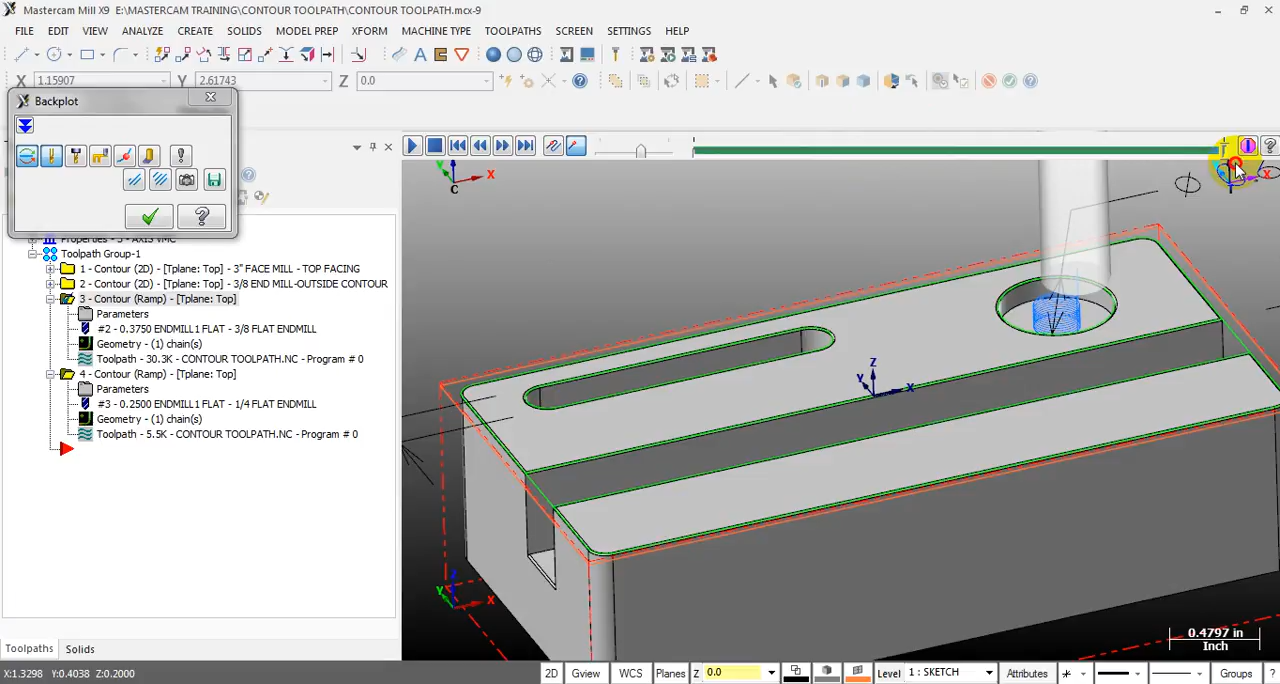 Mastercam Mill X9 E:\MASTERCAM TRAINING\CONTOUR TOOLPATH\CONTOUR TOOLPATH.mcx-9
FILE EDIT VIEW ANALYZE CREATE SOLIDS MODEL PREP XFORM MACHINE TYPE TOOLPATHS SCREEN SETTINGS HELP
X 1.15907 Y 2.61743 Z 0.0
Backplot
C X
X
Toolpath Group-1
1 - Contour (2D) - [Tplane: Top] - 3" FACE MILL - TOP FACING
2 - Contour (2D) - [Tplane: Top] - 3/8 END MILL-OUTSIDE CONTOUR
3 - Contour (Ramp) - [Tplane: Top]
Parameters
#2 - 0.3750 ENDMILL1 FLAT - 3/8 FLAT ENDMILL
Geometry - (1) chain(s)
Toolpath - 30.3K - CONTOUR TOOLPATH.NC - Program # 0
4 - Contour (Ramp) - [Tplane: Top]
Parameters
#3 - 0.2500 ENDMILL1 FLAT - 1/4 FLAT ENDMILL
Geometry - (1) chain(s)
Toolpath - 5.5K - CONTOUR TOOLPATH.NC - Program # 0
Z
Y X
Z
Y X
0.4797 in
Inch
Toolpaths Solids
X:1.3298 Y:0.4038 Z:0.2000 2D Gview WCS Planes Z 0.0 Level 1 : SKETCH Attributes Groups ?